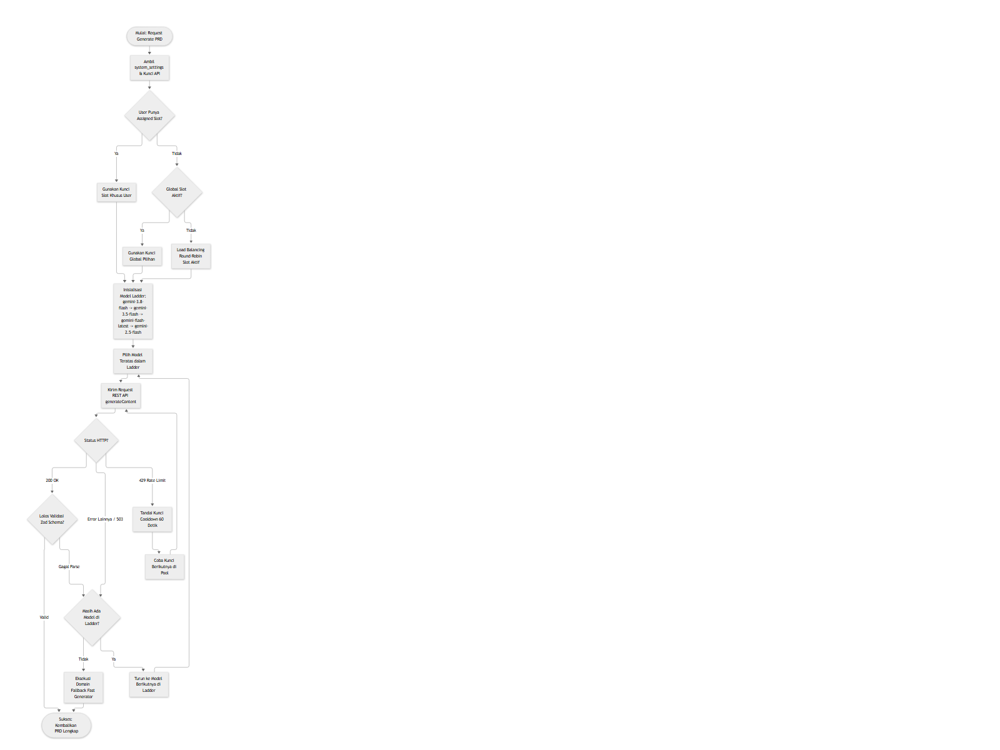 Mulai: Request
Generate PRD
Ambil
system_settings
& Kunci API
User Punya
Assigned Slot?
Ya
Tidak
Gunakan Kunci
Slot Khusus User
Global Slot
Aktif?
Ya
Tidak
Gunakan Kunci
Global Pilihan
Load Balancing
Round-Robin
Slot Aktif
Inisialisasi
Model Ladder:
gemini-3.8-
flash -> gemini-
3.5-flash ->
gemini-flash-
latest -> gemini-
2.5-flash
Pilih Model
Teratas dalam
Ladder
Kirim Request
REST API
generateContent
Status HTTP?
200 OK
429 Rate Limit
Lolos Validasi
Zod Schema?
Error Lainnya / 503
Tandai Kunci
Cooldown 60
Detik
Gagal Parse
Coba Kunci
Berikutnya di
Pool
Valid
Masih Ada
Model di
Ladder?
Tidak
Ya
Eksekusi
Domain
Fallback Fast
Generator
Turun ke Model
Berikutnya di
Ladder
Sukses:
Kembalikan
PRD Lengkap